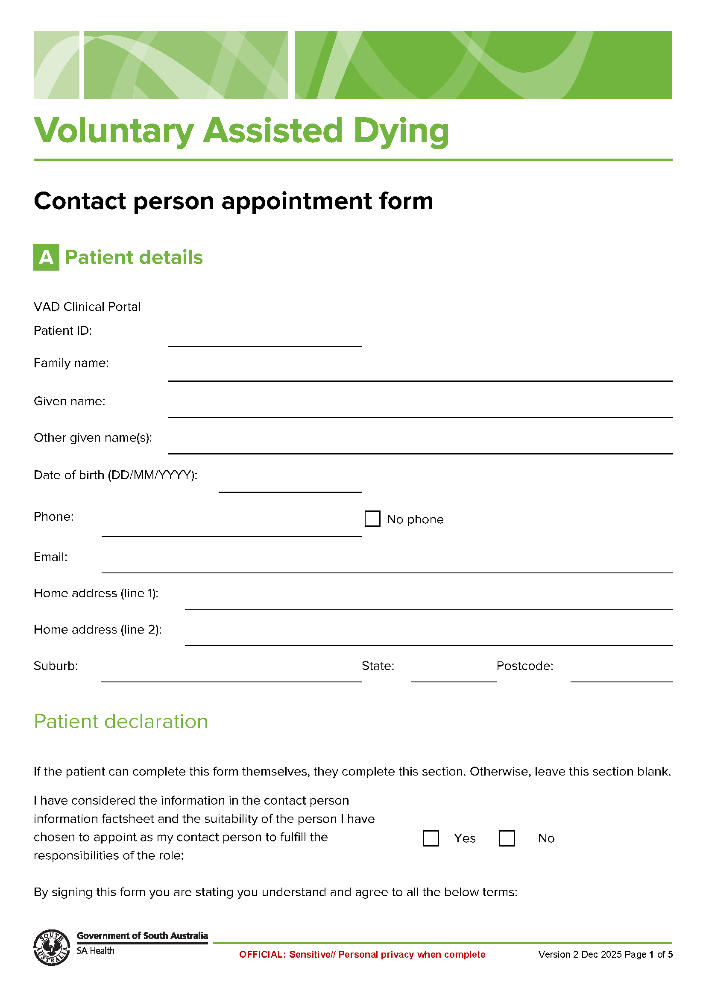 Voluntary Assisted Dying
Contact person appointment form
A Patient details
VAD Clinical Portal
Patient ID:
Family name:
Given name:
Other given name(s):
Date of birth (DD/MM/YYYY):
Phone: No phone
Email:
Home address (line 1):
Home address (line 2):
Suburb: State: Postcode:
Patient declaration
If the patient can complete this form themselves, they complete this section. Otherwise, leave this section blank.
I have considered the information in the contact person
information factsheet and the suitability of the person I have
chosen to appoint as my contact person to fulfill the
responsibilities of the role:
Yes No
By signing this form you are stating you understand and agree to all the below terms:
SOUTH AUSTRALIA
Government of South Australia
SA Health
OFFICIAL: Sensitive// Personal privacy when complete
Version 2 Dec 2025 Page 1 of 5